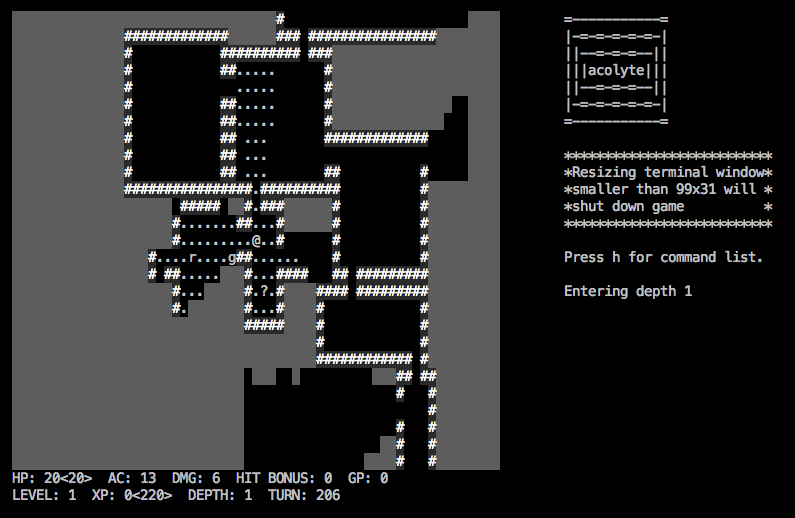 =———————————=
|—=—=—=—=—=—|
||——=—=—=——||
|||acolyte|||
||——=—=—=——||
|—=—=—=—=—=—|
=———————————=
**************************
*Resizing terminal window*
*smaller than 99x31 will *
*shut down game          *
**************************
Press h for command list.
Entering depth 1
HP: 20<20>  AC: 13  DMG: 6  HIT BONUS: 0  GP: 0
LEVEL: 1  XP: 0<220>  DEPTH: 1  TURN: 206